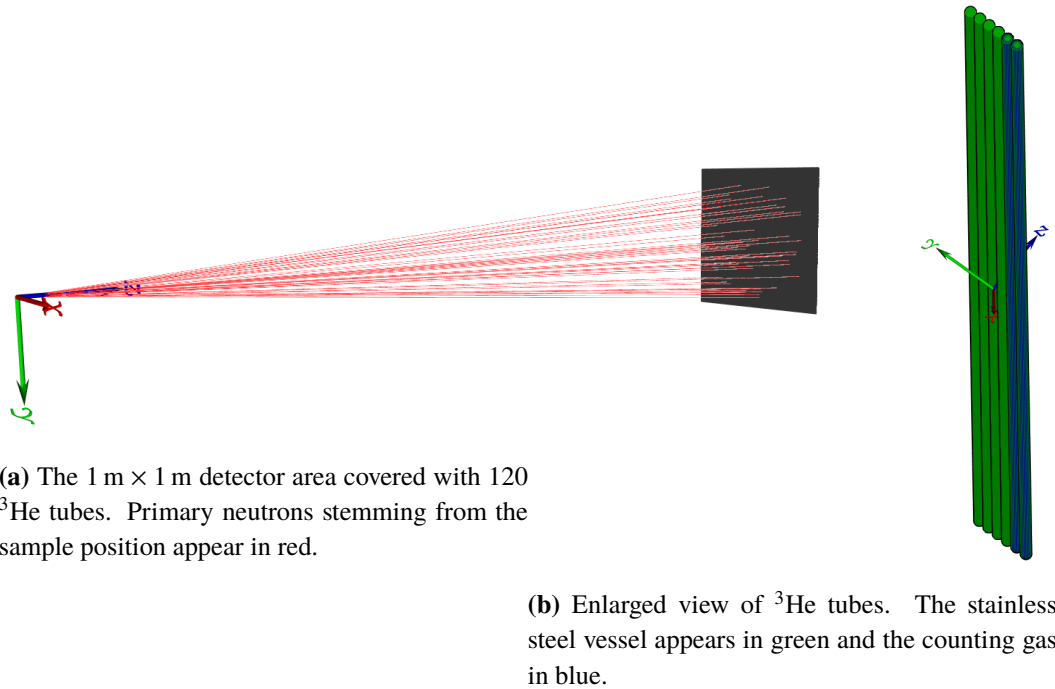 z
x
y
y
z
x
(a) The 1 m × 1 m detector area covered with 120
³He tubes. Primary neutrons stemming from the
sample position appear in red.
(b) Enlarged view of ³He tubes. The stainless
steel vessel appears in green and the counting gas
in blue.